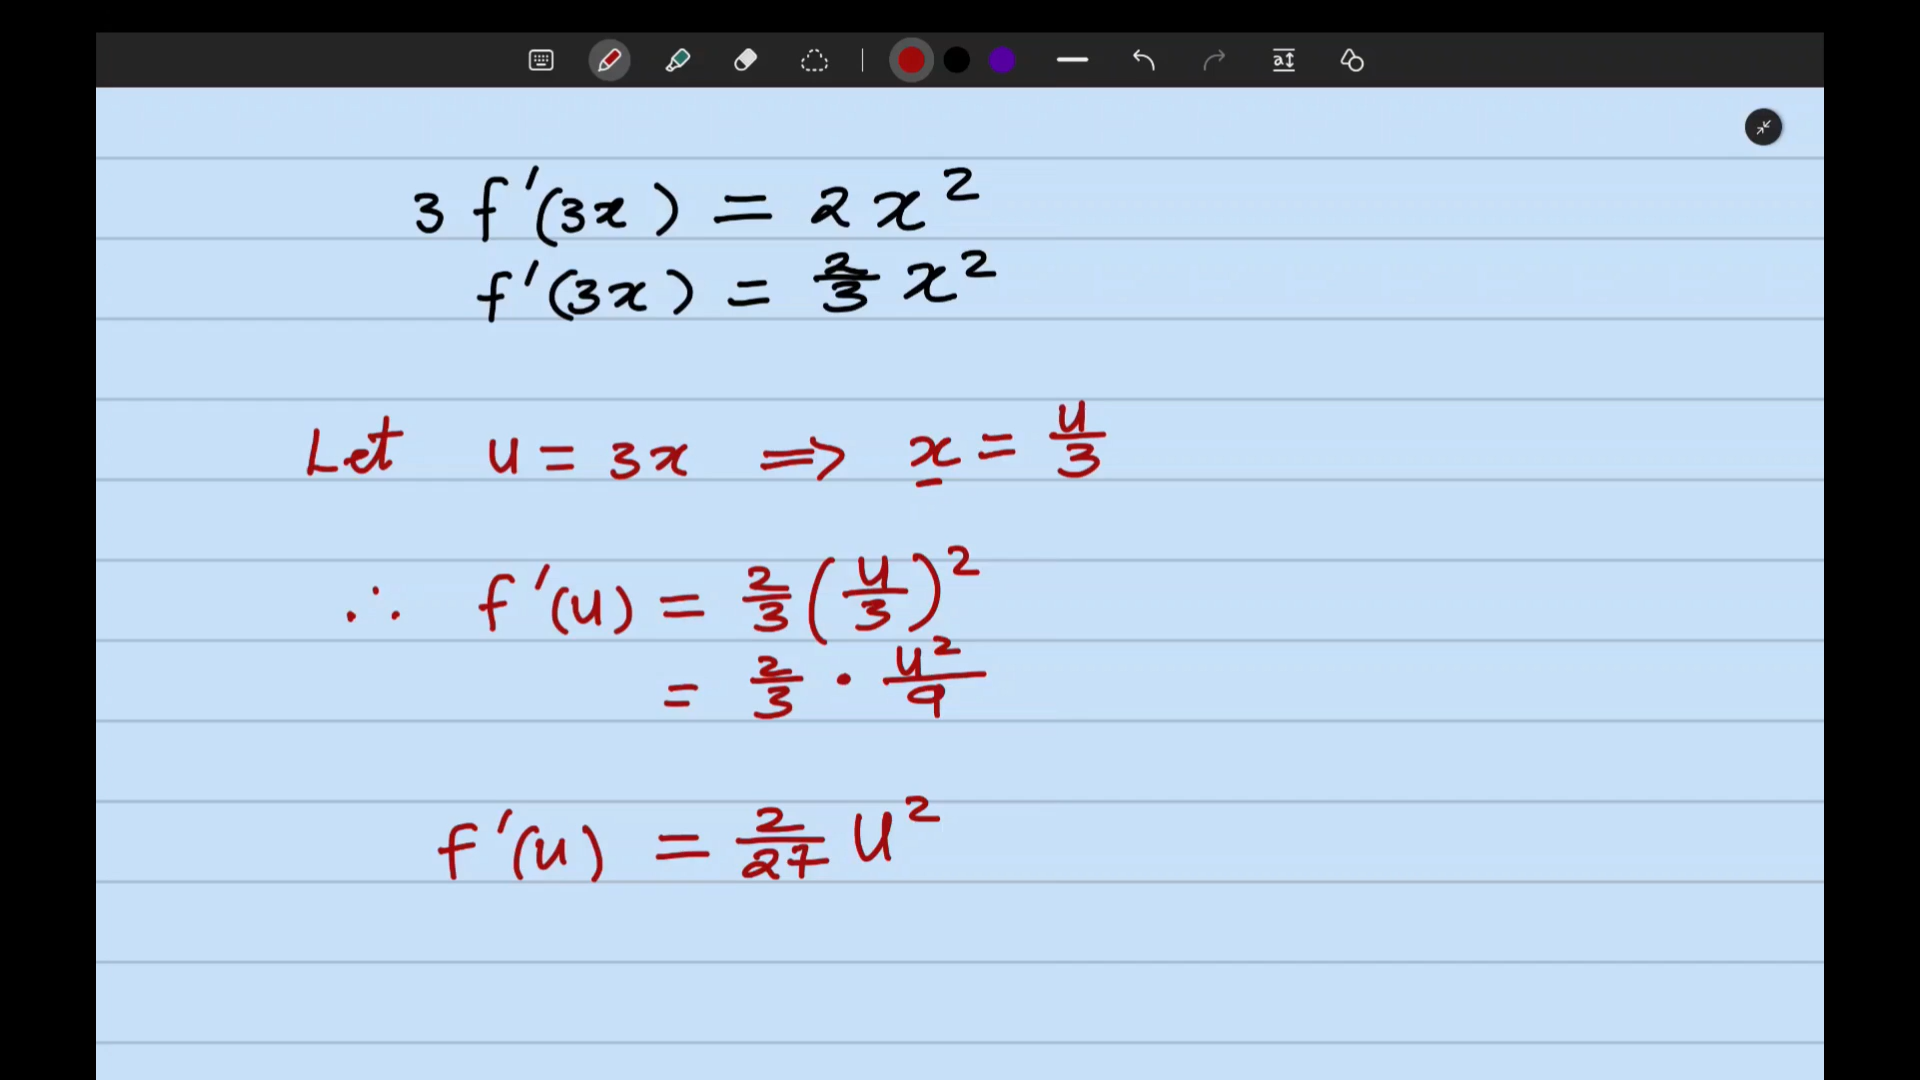 3 f'(3x) = 2x²
f'(3x) = 2/3 x²
Let u = 3x ⟹ x = u/3
∴ f'(u) = 2/3 (u/3)²
= 2/3 · u²/9
f'(u) = 2/27 u²